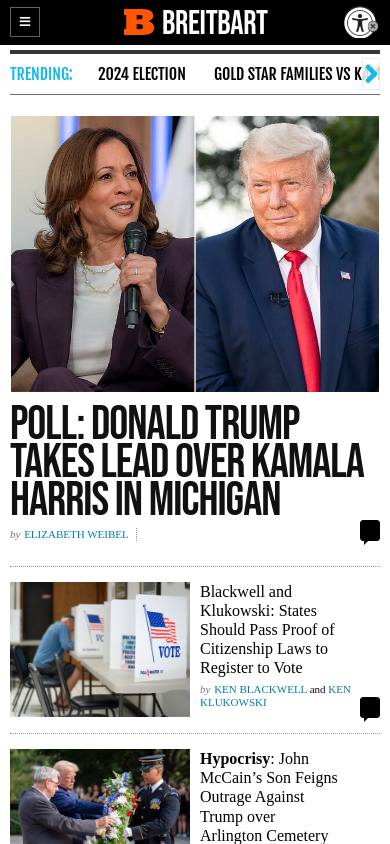 BREITBART
TRENDING: 2024 ELECTION GOLD STAR FAMILIES VS
POLL: DONALD TRUMP
TAKES LEAD OVER KAMALA
HARRIS IN MICHIGAN
by ELIZABETH WEIBEL
VOTE
VOTE
Blackwell and
Klukowski: States
Should Pass Proof of
Citizenship Laws to
Register to Vote
by KEN BLACKWELL and KEN
KLUKOWSKI
Hypocrisy: John
McCain’s Son Feigns
Outrage Against
Trump over
Arlington Cemetery